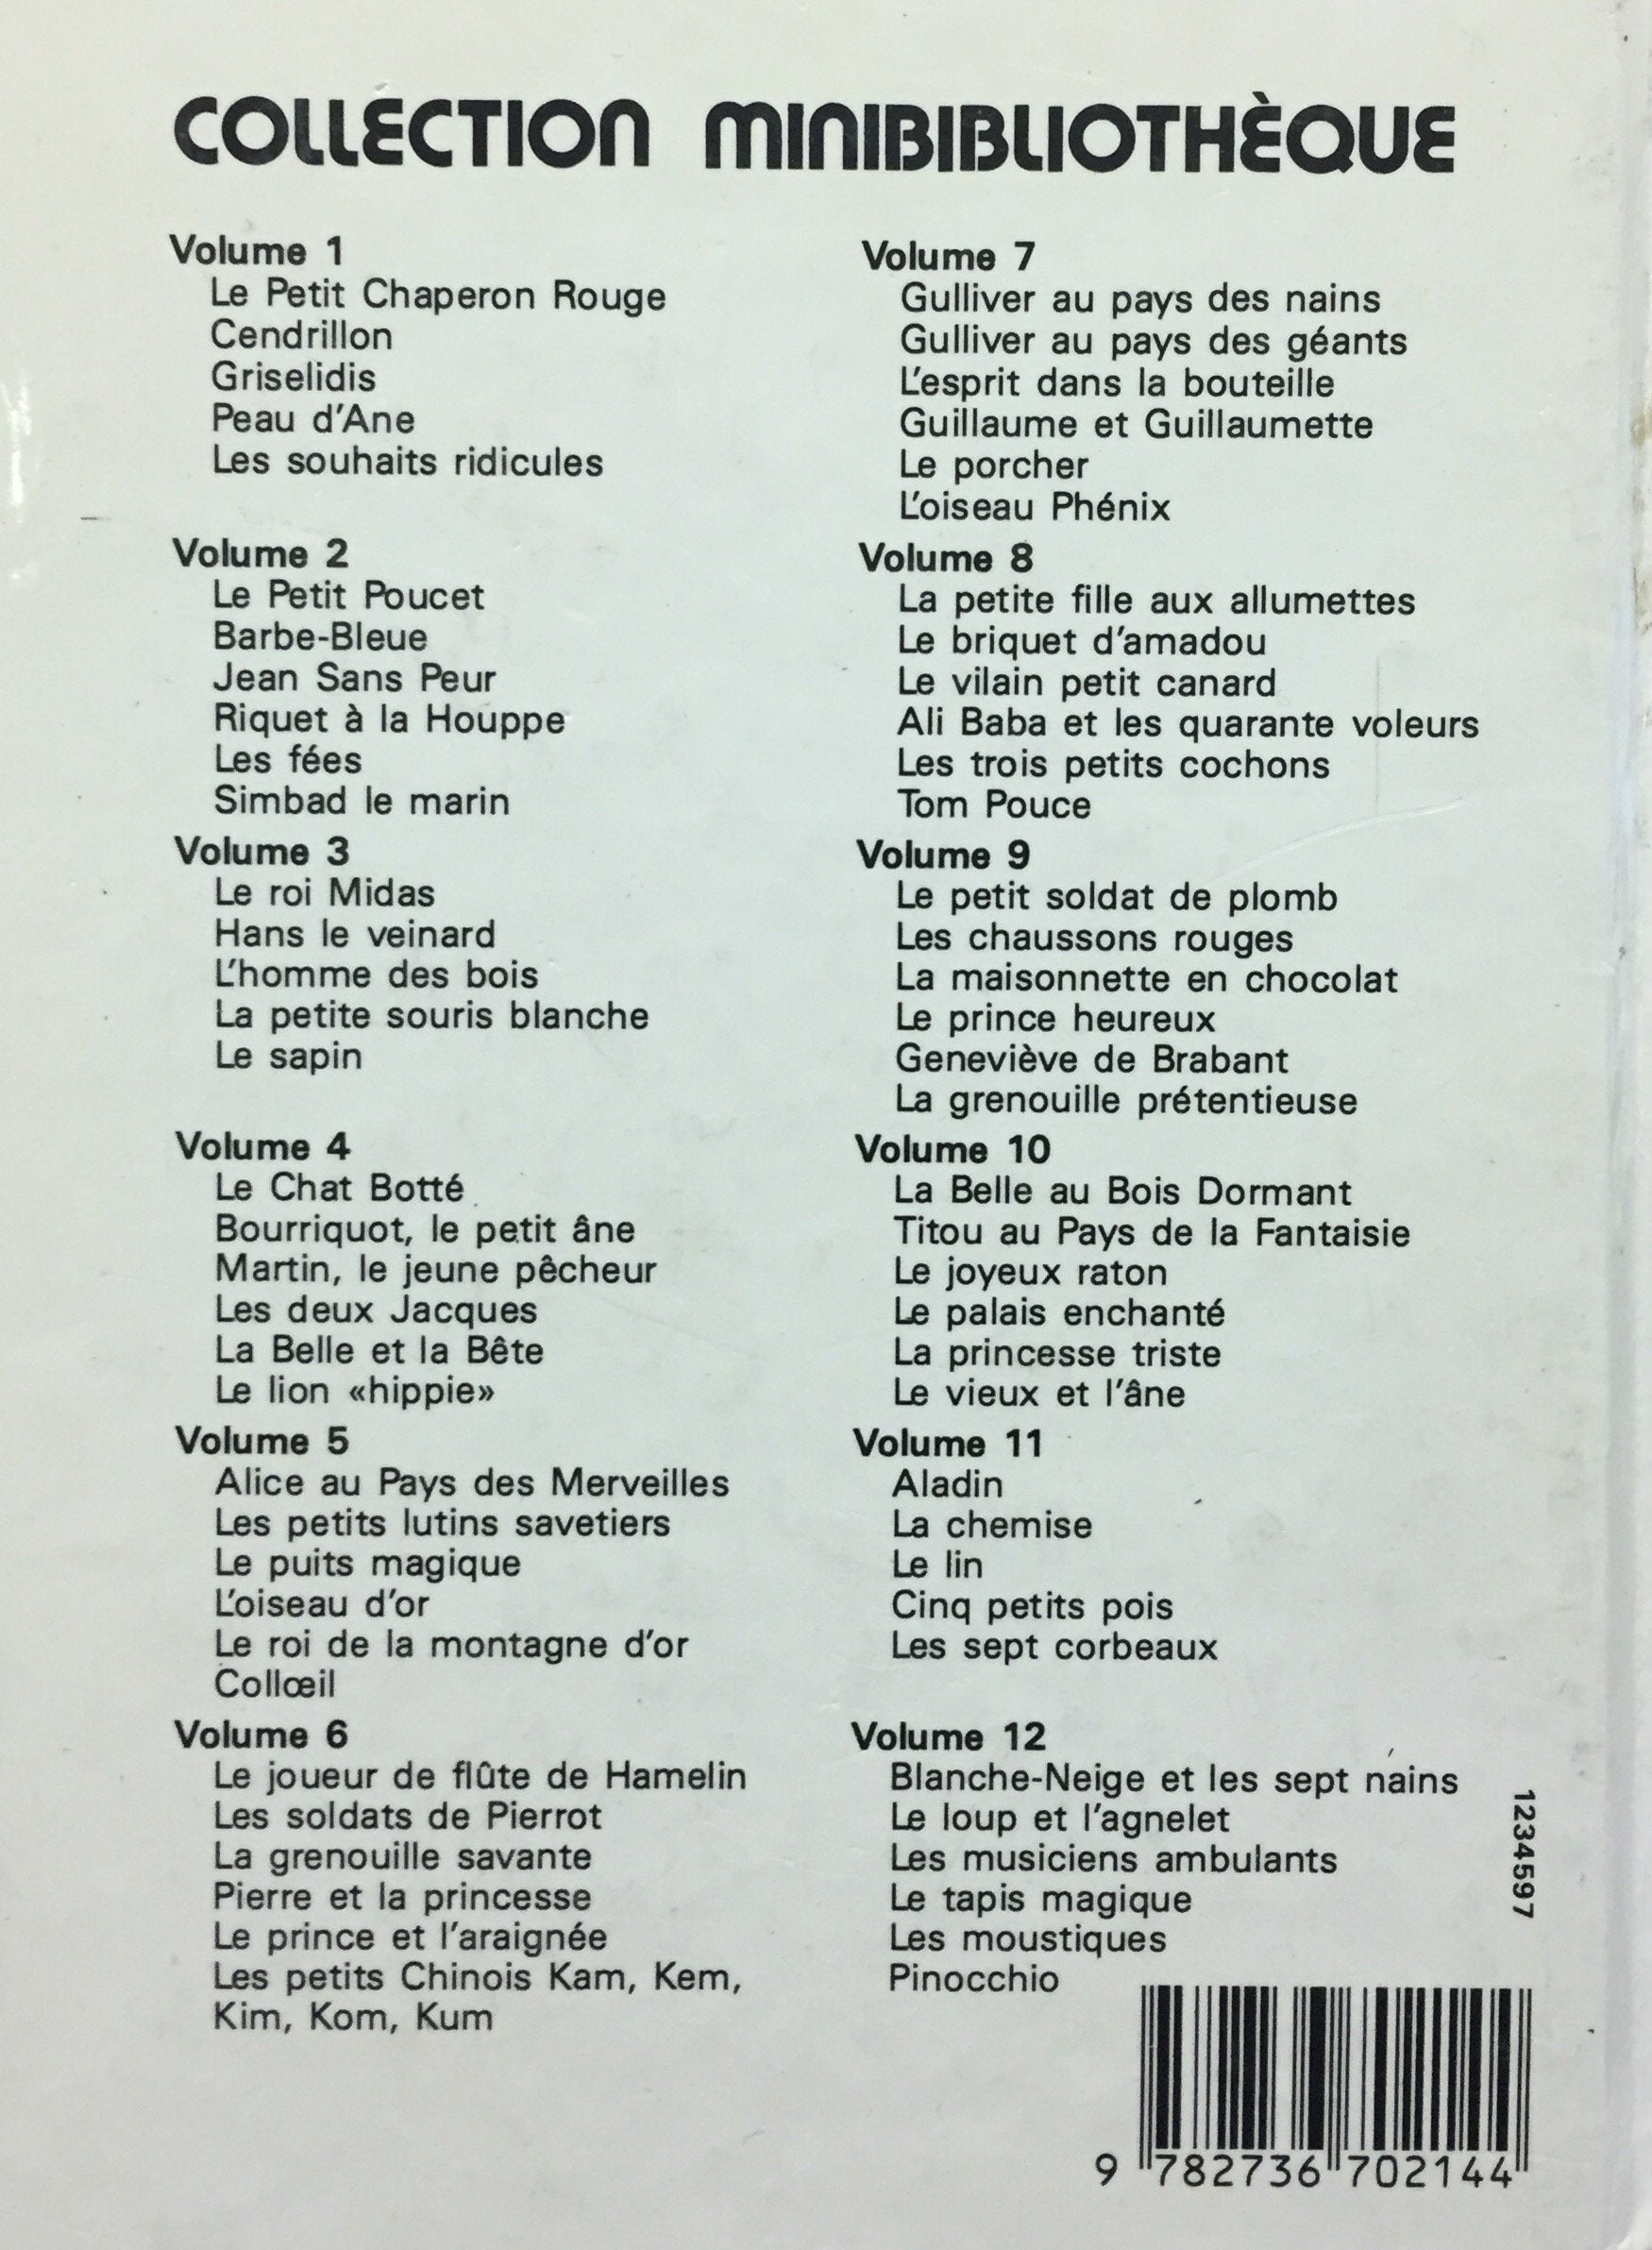 COLLECTION MINIBIBLIOTHÈQUE
Volume 1
Le Petit Chaperon Rouge
Cendrillon
Griselidis
Peau d'Ane
Les souhaits ridicules
Volume 2
Le Petit Poucet
Barbe-Bleue
Jean Sans Peur
Riquet à la Houppe
Les fées
Simbad le marin
Volume 3
Le roi Midas
Hans le veinard
L'homme des bois
La petite souris blanche
Le sapin
Volume 4
Le Chat Botté
Bourriquot, le petit âne
Martin, le jeune pêcheur
Les deux Jacques
La Belle et la Bête
Le lion «hippie»
Volume 5
Alice au Pays des Merveilles
Les petits lutins savetiers
Le puits magique
L'oiseau d'or
Le roi de la montagne d'or
Collœil
Volume 6
Le joueur de flûte de Hamelin
Les soldats de Pierrot
La grenouille savante
Pierre et la princesse
Le prince et l'araignée
Les petits Chinois Kam, Kem,
Kim, Kom, Kum
Volume 7
Gulliver au pays des nains
Gulliver au pays des géants
L'esprit dans la bouteille
Guillaume et Guillaumette
Le porcher
L'oiseau Phénix
Volume 8
La petite fille aux allumettes
Le briquet d'amadou
Le vilain petit canard
Ali Baba et les quarante voleurs
Les trois petits cochons
Tom Pouce
Volume 9
Le petit soldat de plomb
Les chaussons rouges
La maisonnette en chocolat
Le prince heureux
Geneviève de Brabant
La grenouille prétentieuse
Volume 10
La Belle au Bois Dormant
Titou au Pays de la Fantaisie
Le joyeux raton
Le palais enchanté
La princesse triste
Le vieux et l'âne
Volume 11
Aladin
La chemise
Le lin
Cinq petits pois
Les sept corbeaux
Volume 12
Blanche-Neige et les sept nains
Le loup et l'agnelet
Les musiciens ambulants
Le tapis magique
Les moustiques
Pinocchio
1234597
9 782736 702144